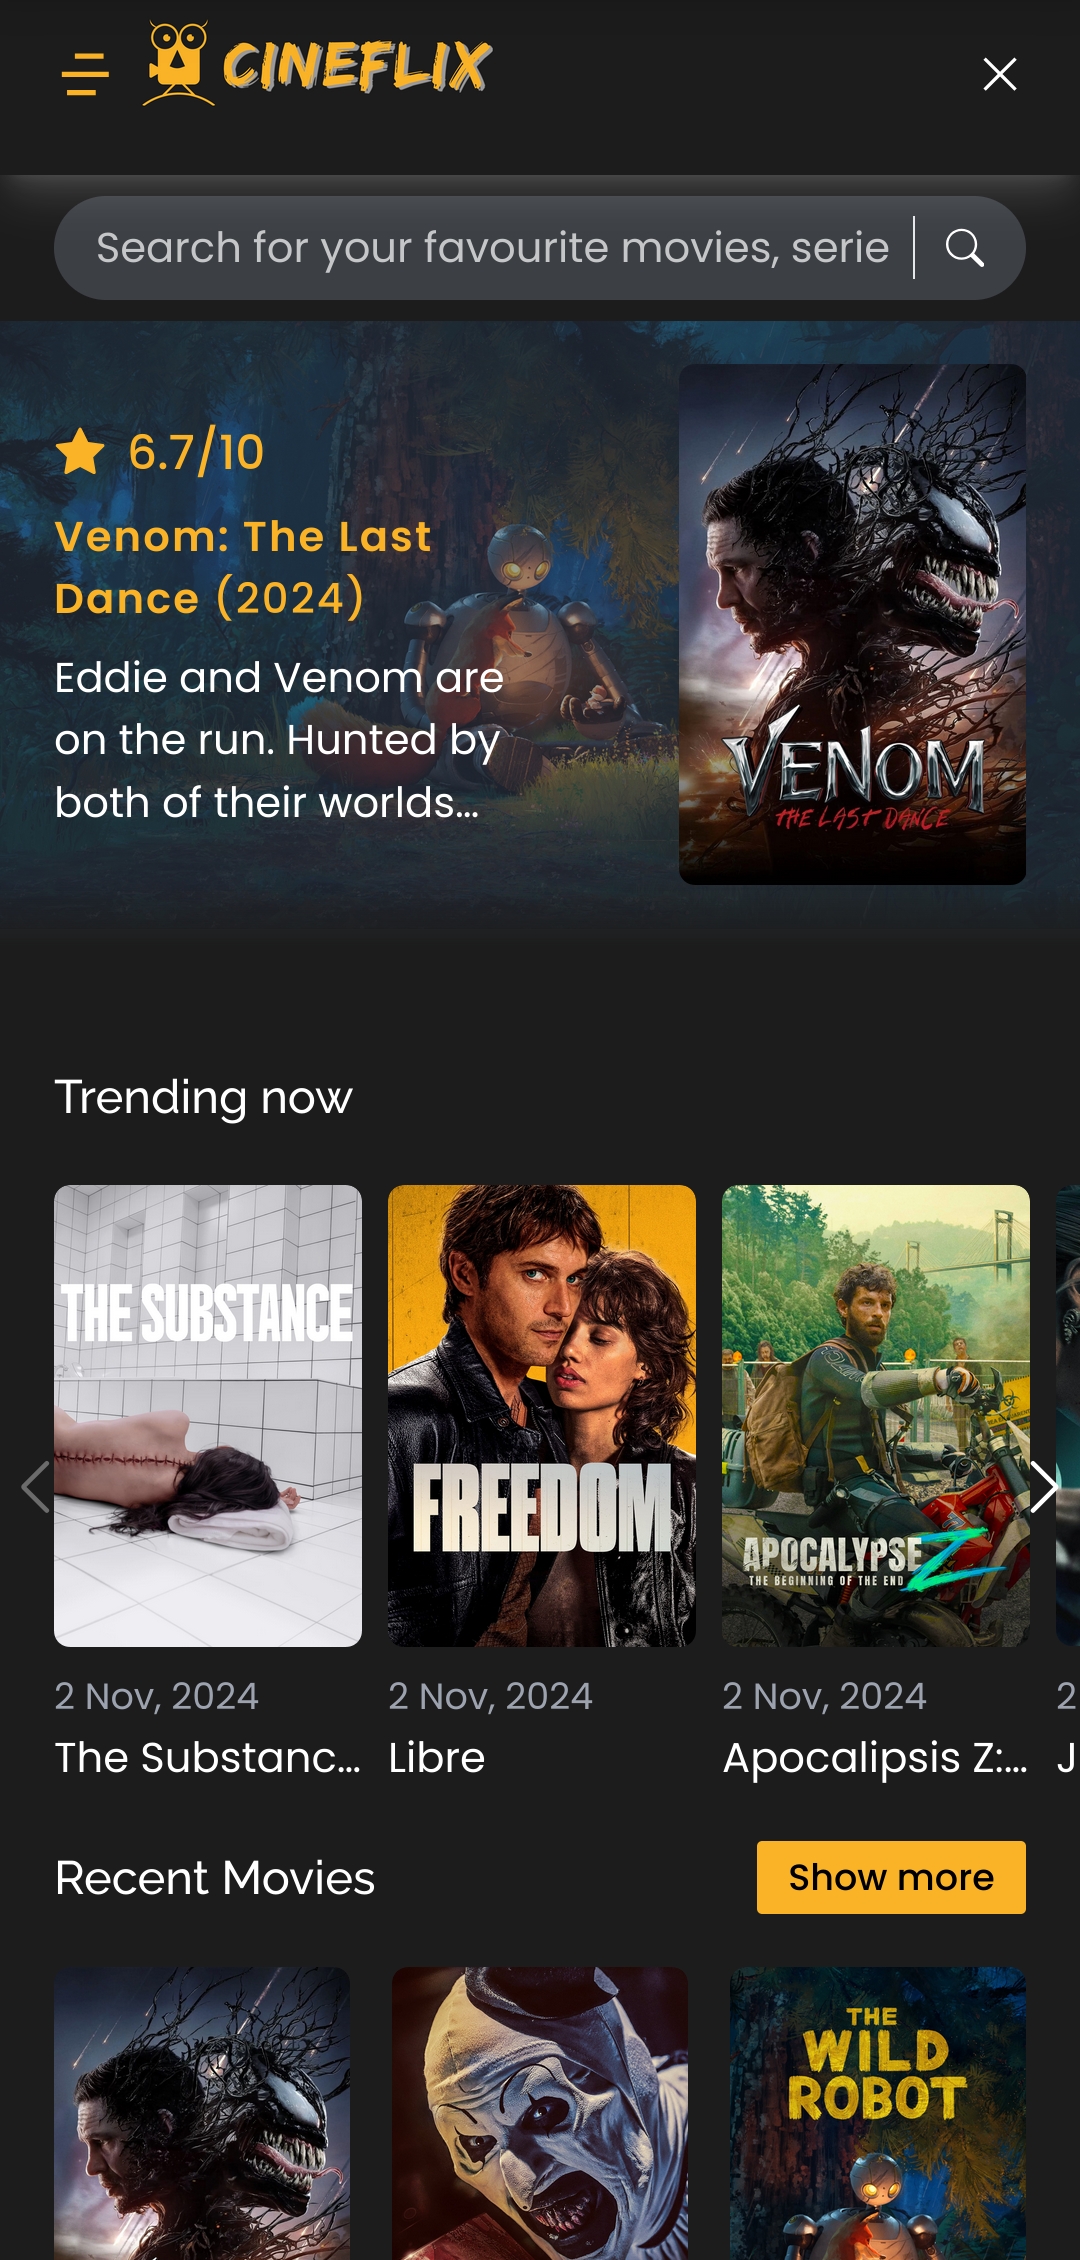 CINEFLIX
Search for your favourite movies, serie
6.7/10
Venom: The Last
Dance (2024)
Eddie and Venom are
on the run. Hunted by
both of their worlds...
VENOM
THE LAST DANCE
Trending now
THE SUBSTANCE
FREEDOM
APOCALYPSE Z
THE BEGINNING OF THE END
2 Nov, 2024
2 Nov, 2024
2 Nov, 2024
2
The Substanc...
Libre
Apocalipsis Z:...
J
Recent Movies
Show more
THE
WILD
ROBOT